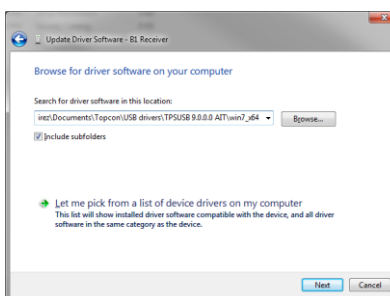 Update Driver Software - B1 Receiver
Browse for driver software on your computer
Search for driver software in this location:
irez\Documents\Topcon\USB drivers\TPSUSB 9.0.0.0 AIT\win7_x64
Browse...
Include subfolders
Let me pick from a list of device drivers on my computer
This list will show installed driver software compatible with the device, and all driver
software in the same category as the device.
Next
Cancel